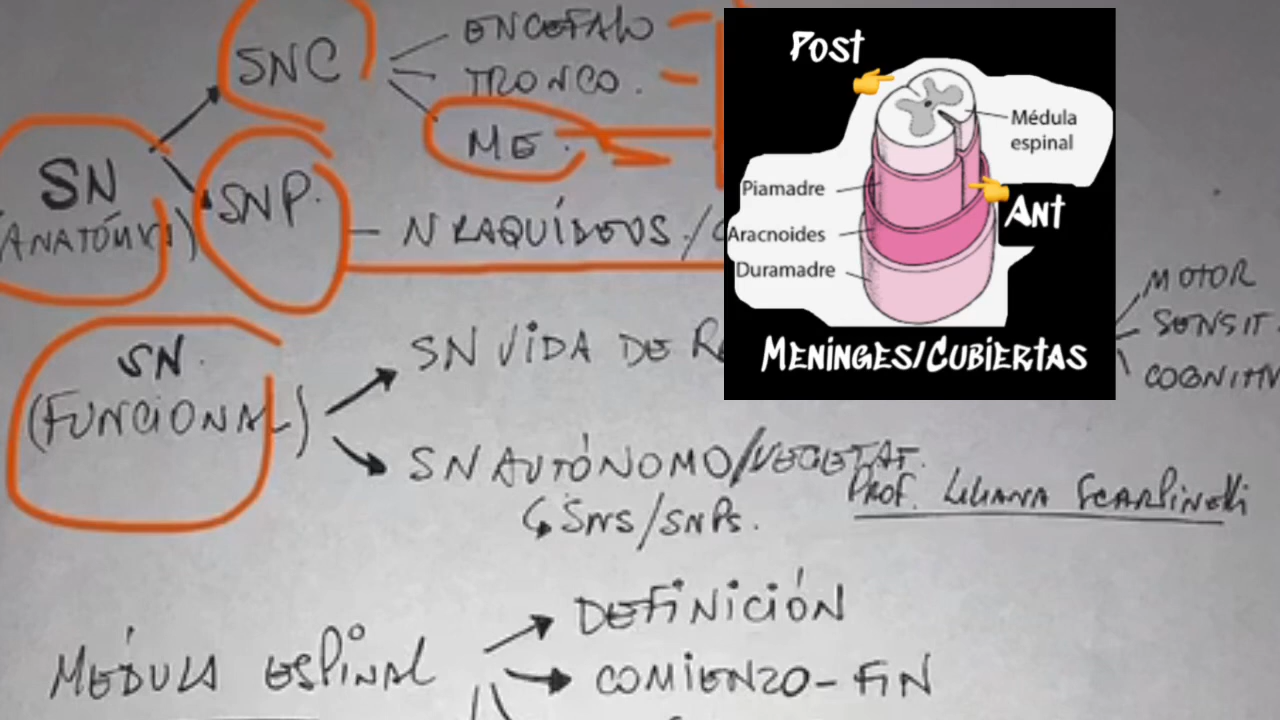 SNC
ENCEFALO
TRONCO.
ME.
SN
(ANATÓMICO)
SNP.
N RAQUÍDEOS /
SN.
(FUNCIONAL)
SN VIDA DE R
SN AUTÓNOMO/VEGETAT.
SNS/SNPs.
MOTOR
SENSIT
COGNITIV
Prof. LILIANA SCARPINELLI
MÉDULA ESPINAL
DEFINICIÓN
COMIENZO-FIN
Post
Médula
espinal
Piamadre
Ant
Aracnoides
Duramadre
MENINGES/CUBIERTAS